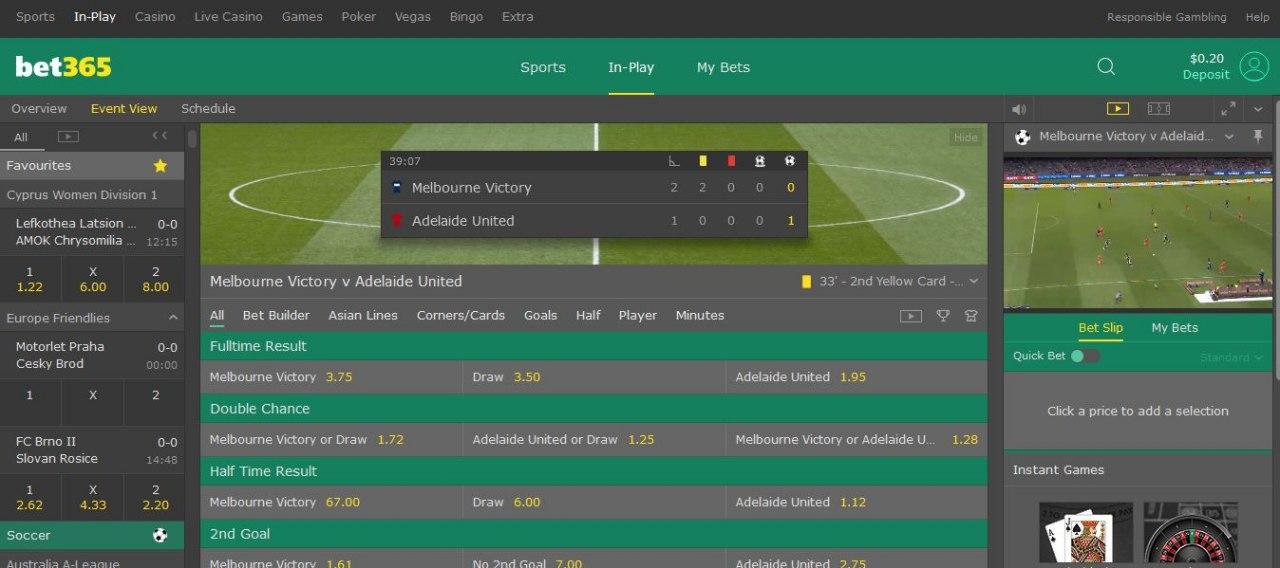 Sports In-Play Casino Live Casino Games Poker Vegas Bingo Extra Responsible Gambling Help
bet365
Sports In-Play My Bets
$0.20
Deposit
Overview Event View Schedule
All
Favourites
Cyprus Women Division 1
Lefkothea Latsion ... 0-0
AMOK Chrysomilia ... 12:15
1 X 2
1.22 6.00 8.00
Europe Friendlies
Motorlet Praha 0-0
Cesky Brod 00:00
1 X 2
FC Brno II 0-0
Slovan Rosice 14:48
1 X 2
2.62 4.33 2.20
Soccer
Australia A-League
Hide
39:07
Melbourne Victory 2 2 0 0 0
Adelaide United 1 0 0 0 1
Melbourne Victory v Adelaide United 33' - 2nd Yellow Card -...
All Bet Builder Asian Lines Corners/Cards Goals Half Player Minutes
Fulltime Result
Melbourne Victory 3.75 Draw 3.50 Adelaide United 1.95
Double Chance
Melbourne Victory or Draw 1.72 Adelaide United or Draw 1.25 Melbourne Victory or Adelaide U... 1.28
Half Time Result
Melbourne Victory 67.00 Draw 6.00 Adelaide United 1.12
2nd Goal
Melbourne Victory 1.61 No 2nd Goal 7.00 Adelaide United 2.75
Melbourne Victory v Adelaid...
Bet Slip My Bets
Quick Bet Standard
Click a price to add a selection
Instant Games